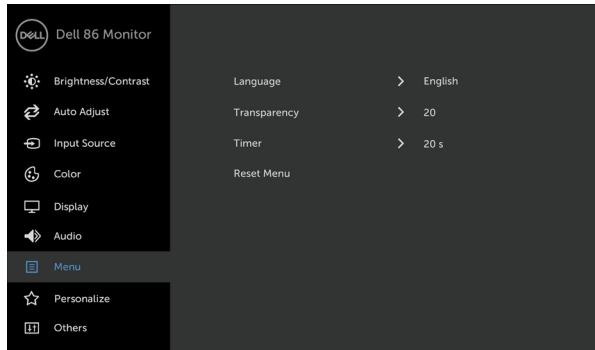 DELL Dell 86 Monitor
Brightness/Contrast
Auto Adjust
Input Source
Color
Display
Audio
Menu
Personalize
Others
Language English
Transparency 20
Timer 20 s
Reset Menu